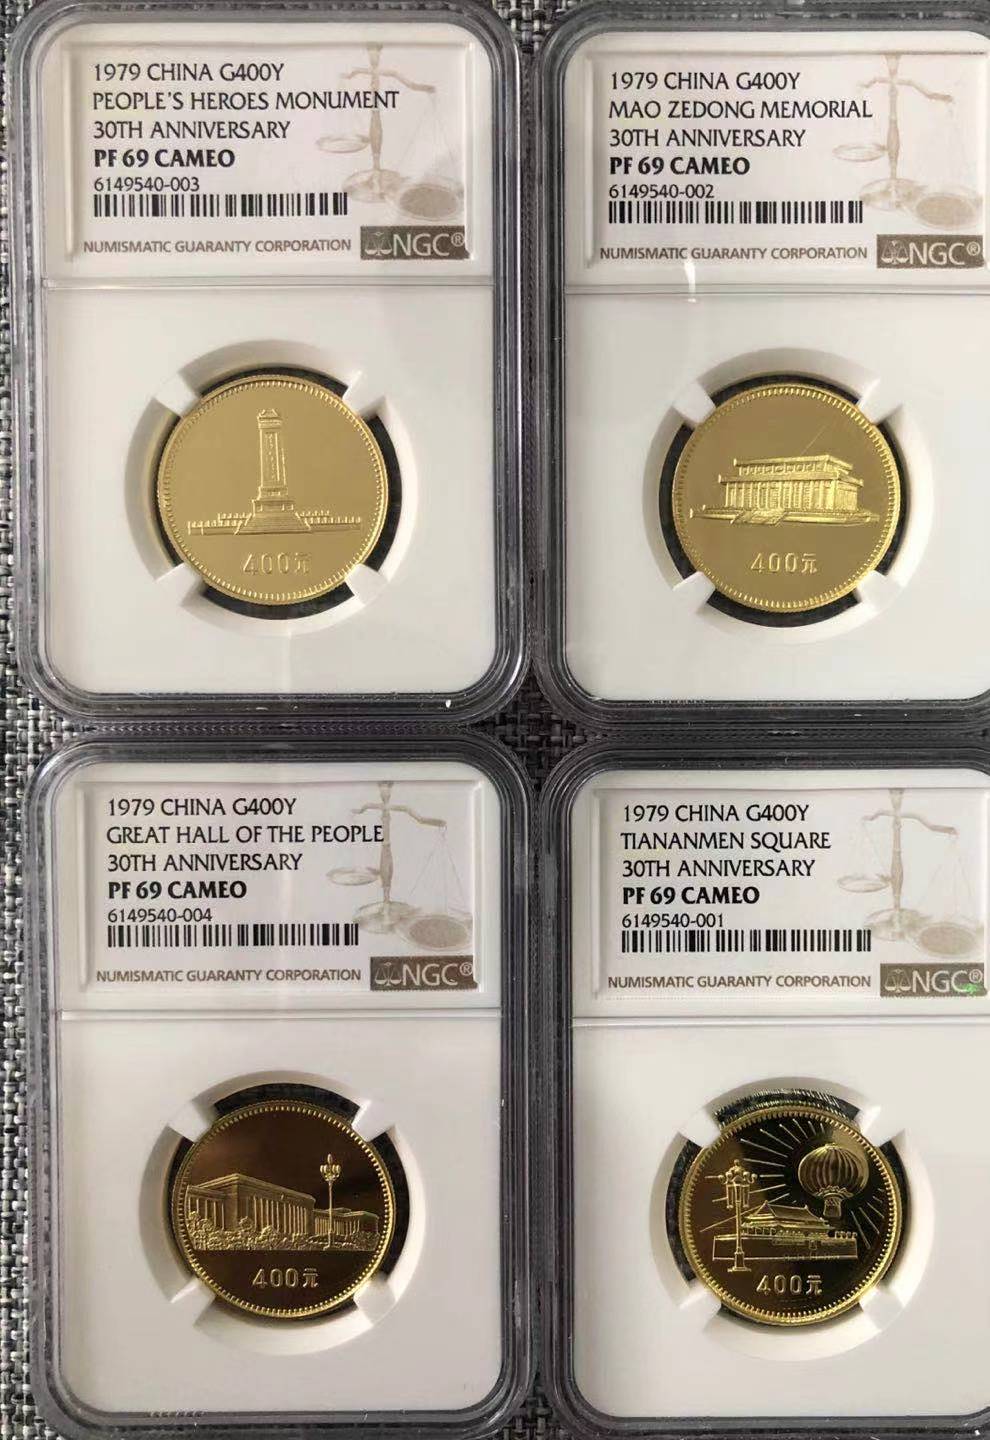 1979 CHINA G400Y
PEOPLE'S HEROES MONUMENT
30TH ANNIVERSARY
PF 69 CAMEO
6149540-003
NUMISMATIC GUARANTY CORPORATION NGC®
400元
1979 CHINA G400Y
MAO ZEDONG MEMORIAL
30TH ANNIVERSARY
PF 69 CAMEO
6149540-002
NUMISMATIC GUARANTY CORPORATION NGC®
400元
1979 CHINA G400Y
GREAT HALL OF THE PEOPLE
30TH ANNIVERSARY
PF 69 CAMEO
6149540-004
NUMISMATIC GUARANTY CORPORATION NGC®
400元
1979 CHINA G400Y
TIANANMEN SQUARE
30TH ANNIVERSARY
PF 69 CAMEO
6149540-001
NUMISMATIC GUARANTY CORPORATION NGC®
400元